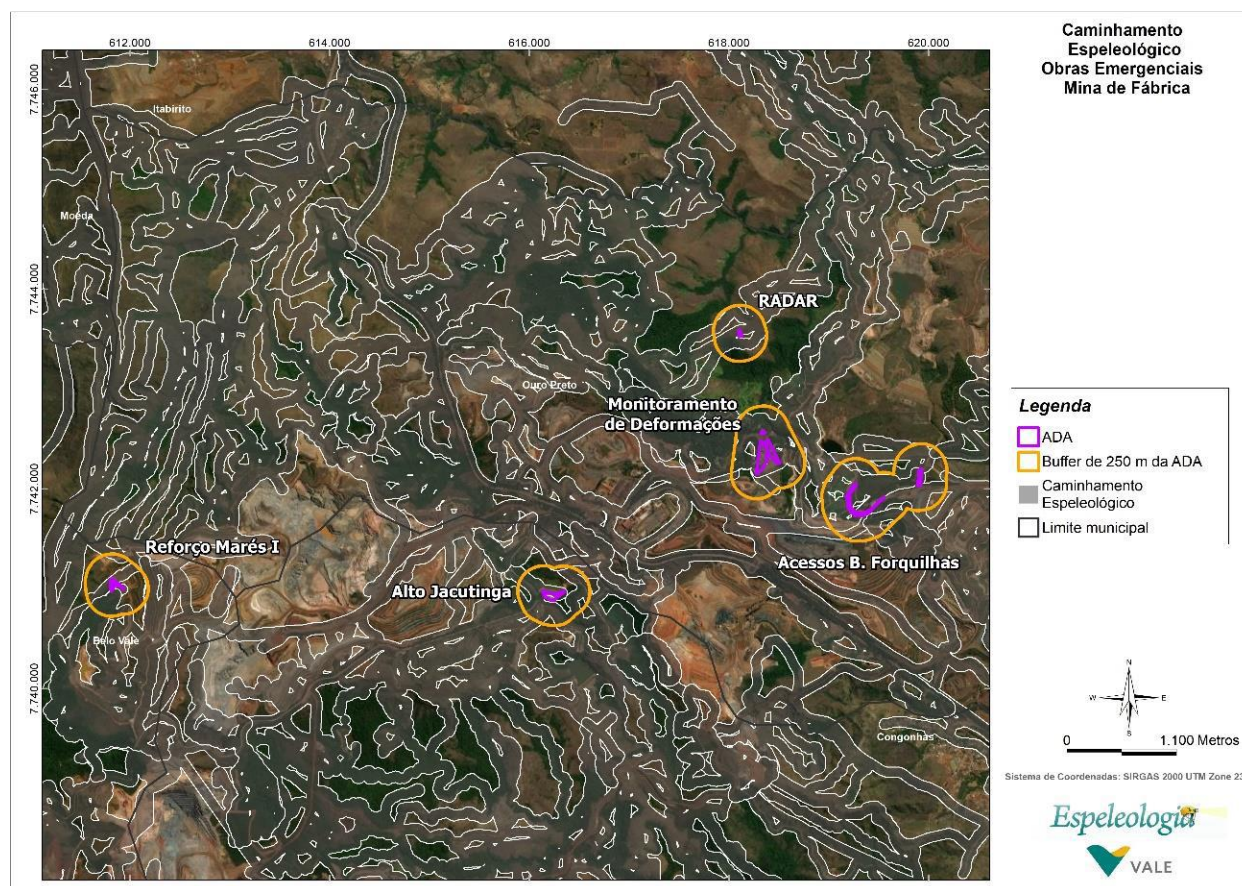 Caminhamento
Espeleológico
Obras Emergenciais
Mina de Fábrica
612.000
614.000
616.000
618.000
620.000
7.746.000
7.744.000
7.742.000
7.740.000
Itabirito
Moeda
RADAR
Ouro Preto
Monitoramento
de Deformações
Reforço Marés I
Alto Jacutinga
Acessos B. Forquilhas
Belo Vale
Congonhas
Legenda
ADA
Buffer de 250 m da ADA
Caminhamento
Espeleológico
Limite municipal
N
W
E
S
0
1.100 Metros
Sistema de Coordenadas: SIRGAS 2000 UTM Zone 23
Espeleologia
VALE